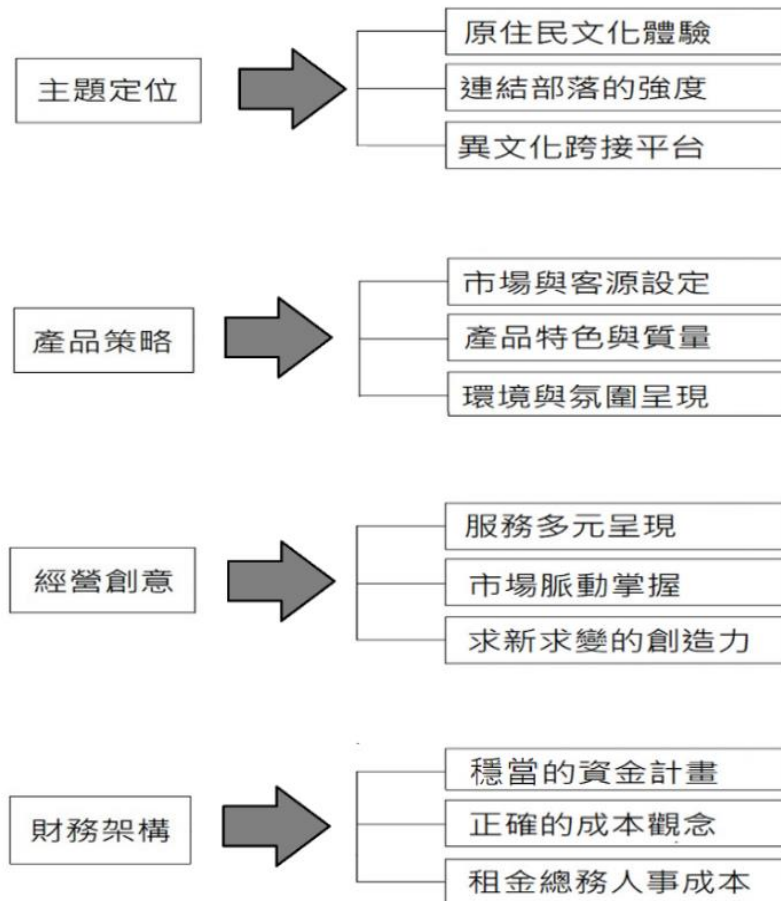 主題定位
原住民文化體驗
連結部落的強度
異文化跨接平台
產品策略
市場與客源設定
產品特色與質量
環境與氛圍呈現
經營創意
服務多元呈現
市場脈動掌握
求新求變的創造力
財務架構
穩當的資金計畫
正確的成本觀念
租金總務人事成本